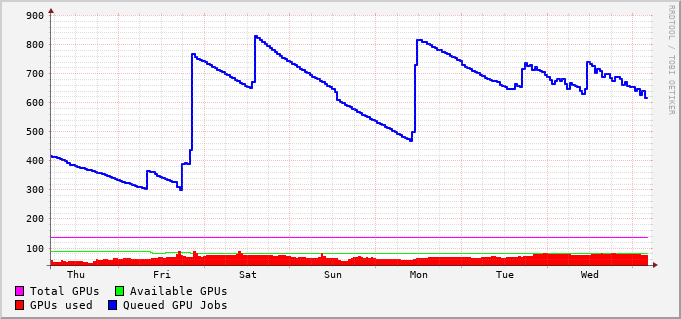 900
800
700
600
500
400
300
200
100
Thu Fri Sat Sun Mon Tue Wed
Total GPUs Available GPUs
GPUs used Queued GPU Jobs
RRDTOOL / TOBI OETIKER